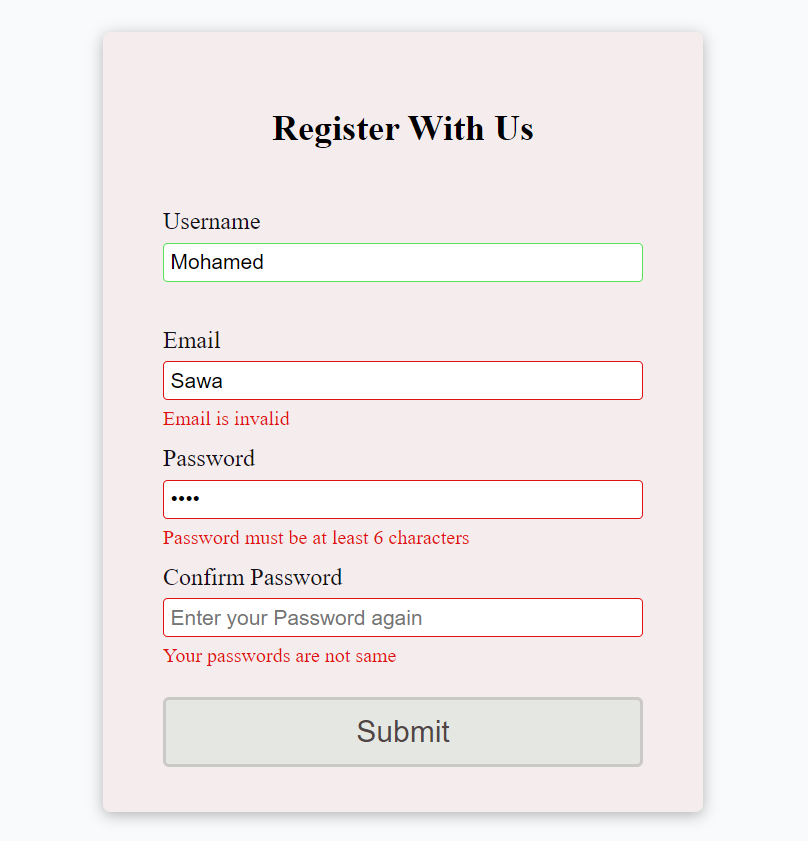 Register With Us
Username
Mohamed
Email
Sawa
Email is invalid
Password
••••
Password must be at least 6 characters
Confirm Password
Enter your Password again
Your passwords are not same
Submit